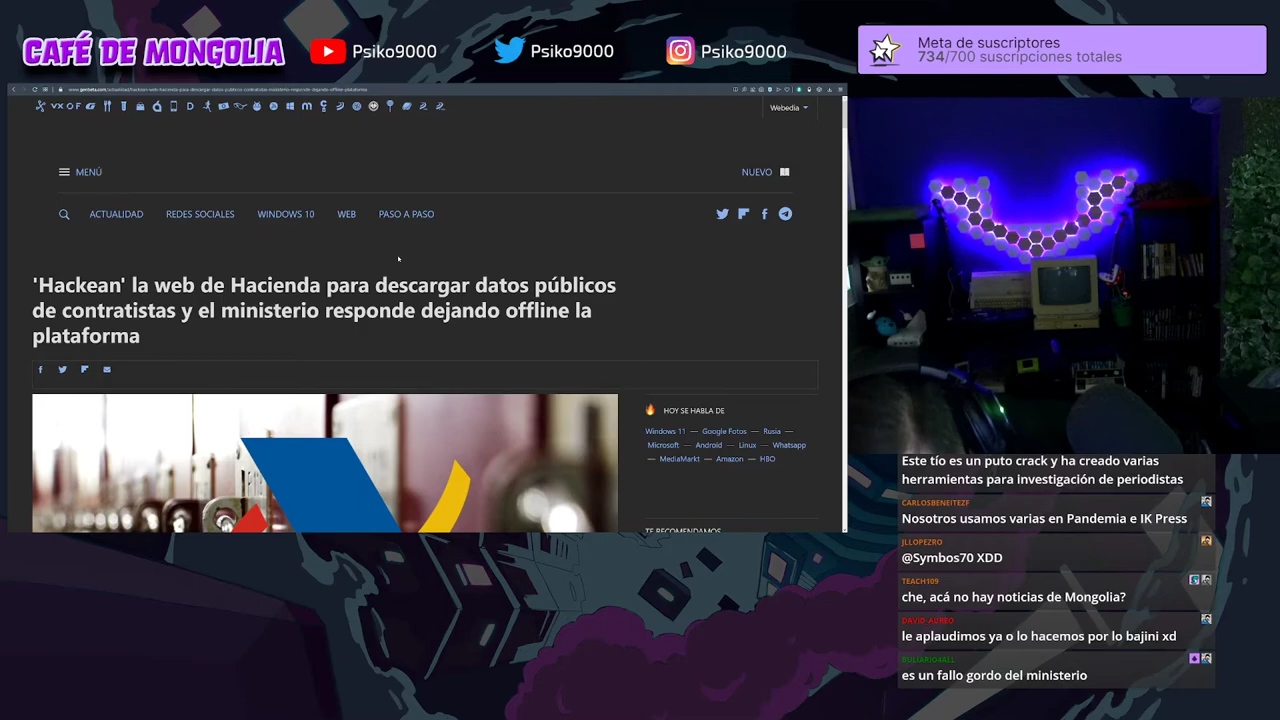 CAFÉ DE MONGOLIA
Psiko9000
Psiko9000
Psiko9000
Meta de suscriptores
734/700 suscripciones totales
Webedia
MENÚ
NUEVO
ACTUALIDAD REDES SOCIALES WINDOWS 10 WEB PASO A PASO
'Hackean' la web de Hacienda para descargar datos públicos
de contratistas y el ministerio responde dejando offline la
plataforma
HOY SE HABLA DE
Windows 11 — Google Fotos — Rusia —
Microsoft — Android — Linux — Whatsapp
— MediaMarkt — Amazon — HBO
TE RECOMENDAMOS
Este tío es un puto crack y ha creado varias
herramientas para investigación de periodistas
CARLOSBENEITEZF
Nosotros usamos varias en Pandemia e IK Press
JLLOPEZRO
@Symbos70 XDD
TEACH109
che, acá no hay noticias de Mongolia?
DAVID_AUREO
le aplaudimos ya o lo hacemos por lo bajini xd
es un fallo gordo del ministerio